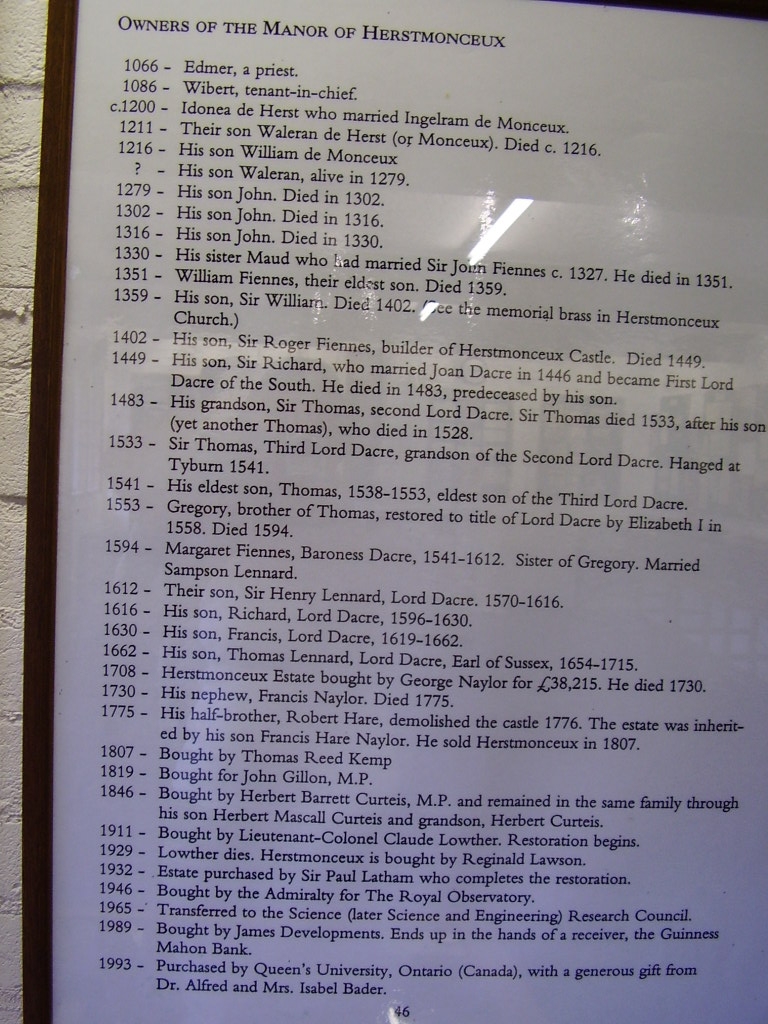 OWNERS OF THE MANOR OF HERSTMONCEUX
1066 - Edmer, a priest.
1086 - Wibert, tenant-in-chief.
c.1200 - Idonea de Herst who married Ingelram de Monceux.
1211 - Their son Waleran de Herst (or Monceux). Died c. 1216.
1216 - His son William de Monceux
? - His son Waleran, alive in 1279.
1279 - His son John. Died in 1302.
1302 - His son John. Died in 1316.
1316 - His son John. Died in 1330.
1330 - His sister Maud who had married Sir John Fiennes c. 1327. He died in 1351.
1351 - William Fiennes, their eldest son. Died 1359.
1359 - His son, Sir William. Died 1402. (See the memorial brass in Herstmonceux
Church.)
1402 - His son, Sir Roger Fiennes, builder of Herstmonceux Castle. Died 1449.
1449 - His son, Sir Richard, who married Joan Dacre in 1446 and became First Lord
Dacre of the South. He died in 1483, predeceased by his son.
1483 - His grandson, Sir Thomas, second Lord Dacre. Sir Thomas died 1533, after his son
(yet another Thomas), who died in 1528.
1533 - Sir Thomas, Third Lord Dacre, grandson of the Second Lord Dacre. Hanged at
Tyburn 1541.
1541 - His eldest son, Thomas, 1538-1553, eldest son of the Third Lord Dacre.
1553 - Gregory, brother of Thomas, restored to title of Lord Dacre by Elizabeth I in
1558. Died 1594.
1594 - Margaret Fiennes, Baroness Dacre, 1541-1612. Sister of Gregory. Married
Sampson Lennard.
1612 - Their son, Sir Henry Lennard, Lord Dacre. 1570-1616.
1616 - His son, Richard, Lord Dacre, 1596-1630.
1630 - His son, Francis, Lord Dacre, 1619-1662.
1662 - His son, Thomas Lennard, Lord Dacre, Earl of Sussex, 1654-1715.
1708 - Herstmonceux Estate bought by George Naylor for £38,215. He died 1730.
1730 - His nephew, Francis Naylor. Died 1775.
1775 - His half-brother, Robert Hare, demolished the castle 1776. The estate was inherit-
ed by his son Francis Hare Naylor. He sold Herstmonceux in 1807.
1807 - Bought by Thomas Reed Kemp
1819 - Bought for John Gillon, M.P.
1846 - Bought by Herbert Barrett Curteis, M.P. and remained in the same family through
his son Herbert Mascall Curteis and grandson, Herbert Curteis.
1911 - Bought by Lieutenant-Colonel Claude Lowther. Restoration begins.
1929 - Lowther dies. Herstmonceux is bought by Reginald Lawson.
1932 - Estate purchased by Sir Paul Latham who completes the restoration.
1946 - Bought by the Admiralty for The Royal Observatory.
1965 - Transferred to the Science (later Science and Engineering) Research Council.
1989 - Bought by James Developments. Ends up in the hands of a receiver, the Guinness
Mahon Bank.
1993 - Purchased by Queen's University, Ontario (Canada), with a generous gift from
Dr. Alfred and Mrs. Isabel Bader.
46